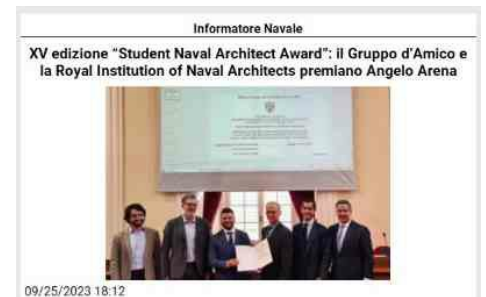 Informatore Navale
XV edizione “Student Naval Architect Award”: il Gruppo d’Amico e
la Royal Institution of Naval Architects premiano Angelo Arena
09/25/2023 18:12